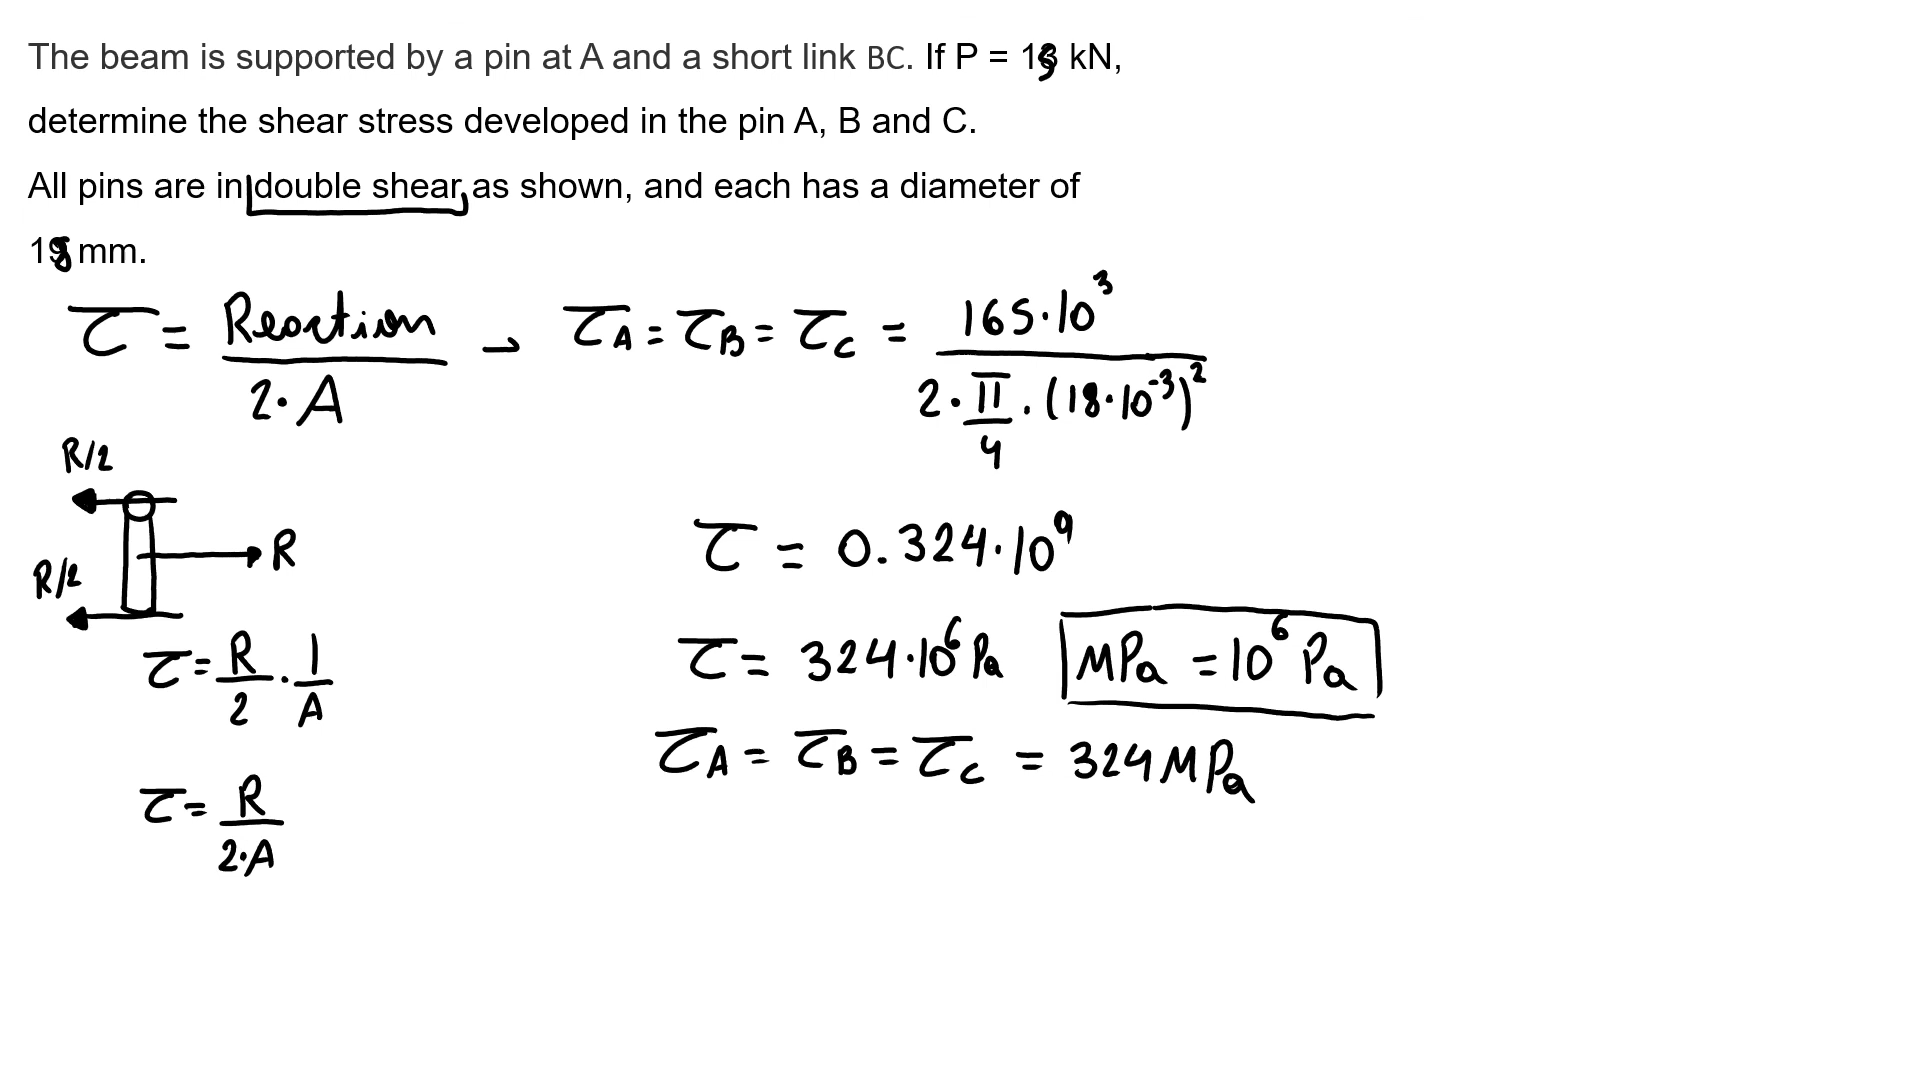 The beam is supported by a pin at A and a short link BC. If P = 15 kN,
determine the shear stress developed in the pin A, B and C.
All pins are in double shear, as shown, and each has a diameter of
18 mm.
τ = Reaction / 2·A → τA = τB = τC = 165·10³ / 2·π/4·(18·10⁻³)²
R/2
R
R/2
τ = 0.324·10⁹
τ = R/2 · 1/A
τ = 324·10⁶ Pa
MPa = 10⁶ Pa
τA = τB = τC = 324 MPa
τ = R / 2·A